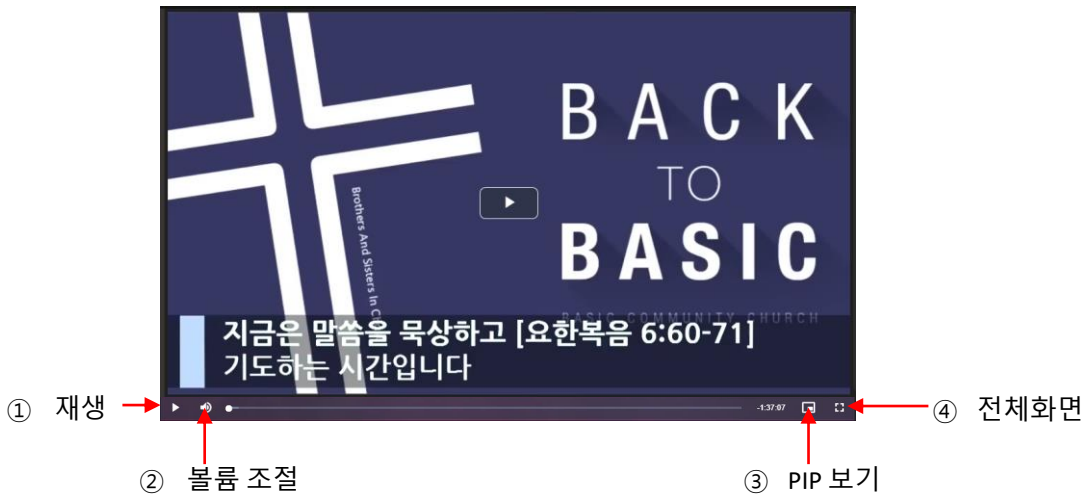 BACK
TO
BASIC
Brothers And Sisters In
BASIC COMMUNITY CHURCH
지금은 말씀을 묵상하고 [요한복음 6:60-71]
기도하는 시간입니다
-1:37:07
① 재생
④ 전체화면
② 볼륨 조절
③ PIP 보기